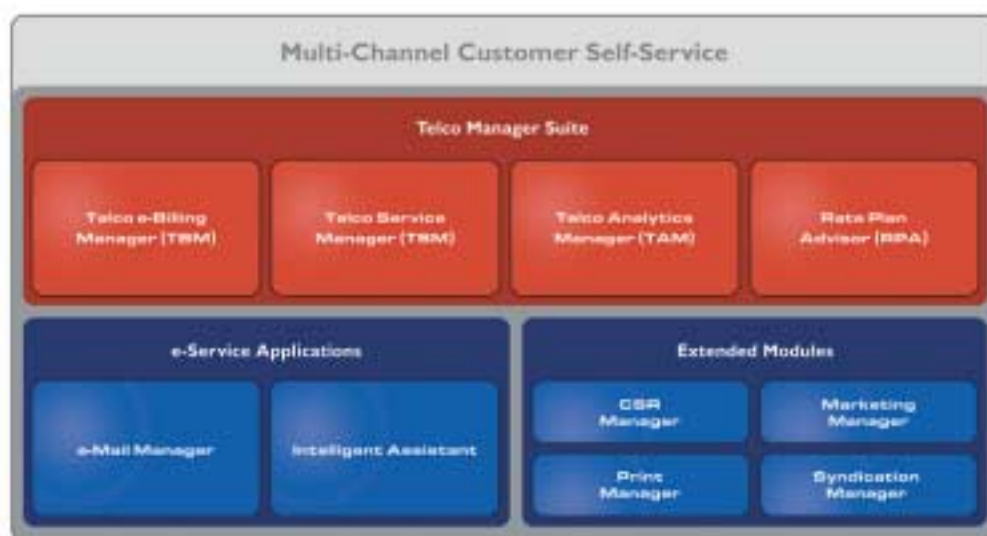 Multi-Channel Customer Self-Service
Telco Manager Suite
Telco e-Billing
Manager (TBM)
Telco Service
Manager (TSM)
Telco Analytics
Manager (TAM)
Rate Plan
Advisor (RPA)
e-Service Applications
e-Mail Manager
Intelligent Assistant
Extended Modules
CSR
Manager
Marketing
Manager
Print
Manager
Syndication
Manager